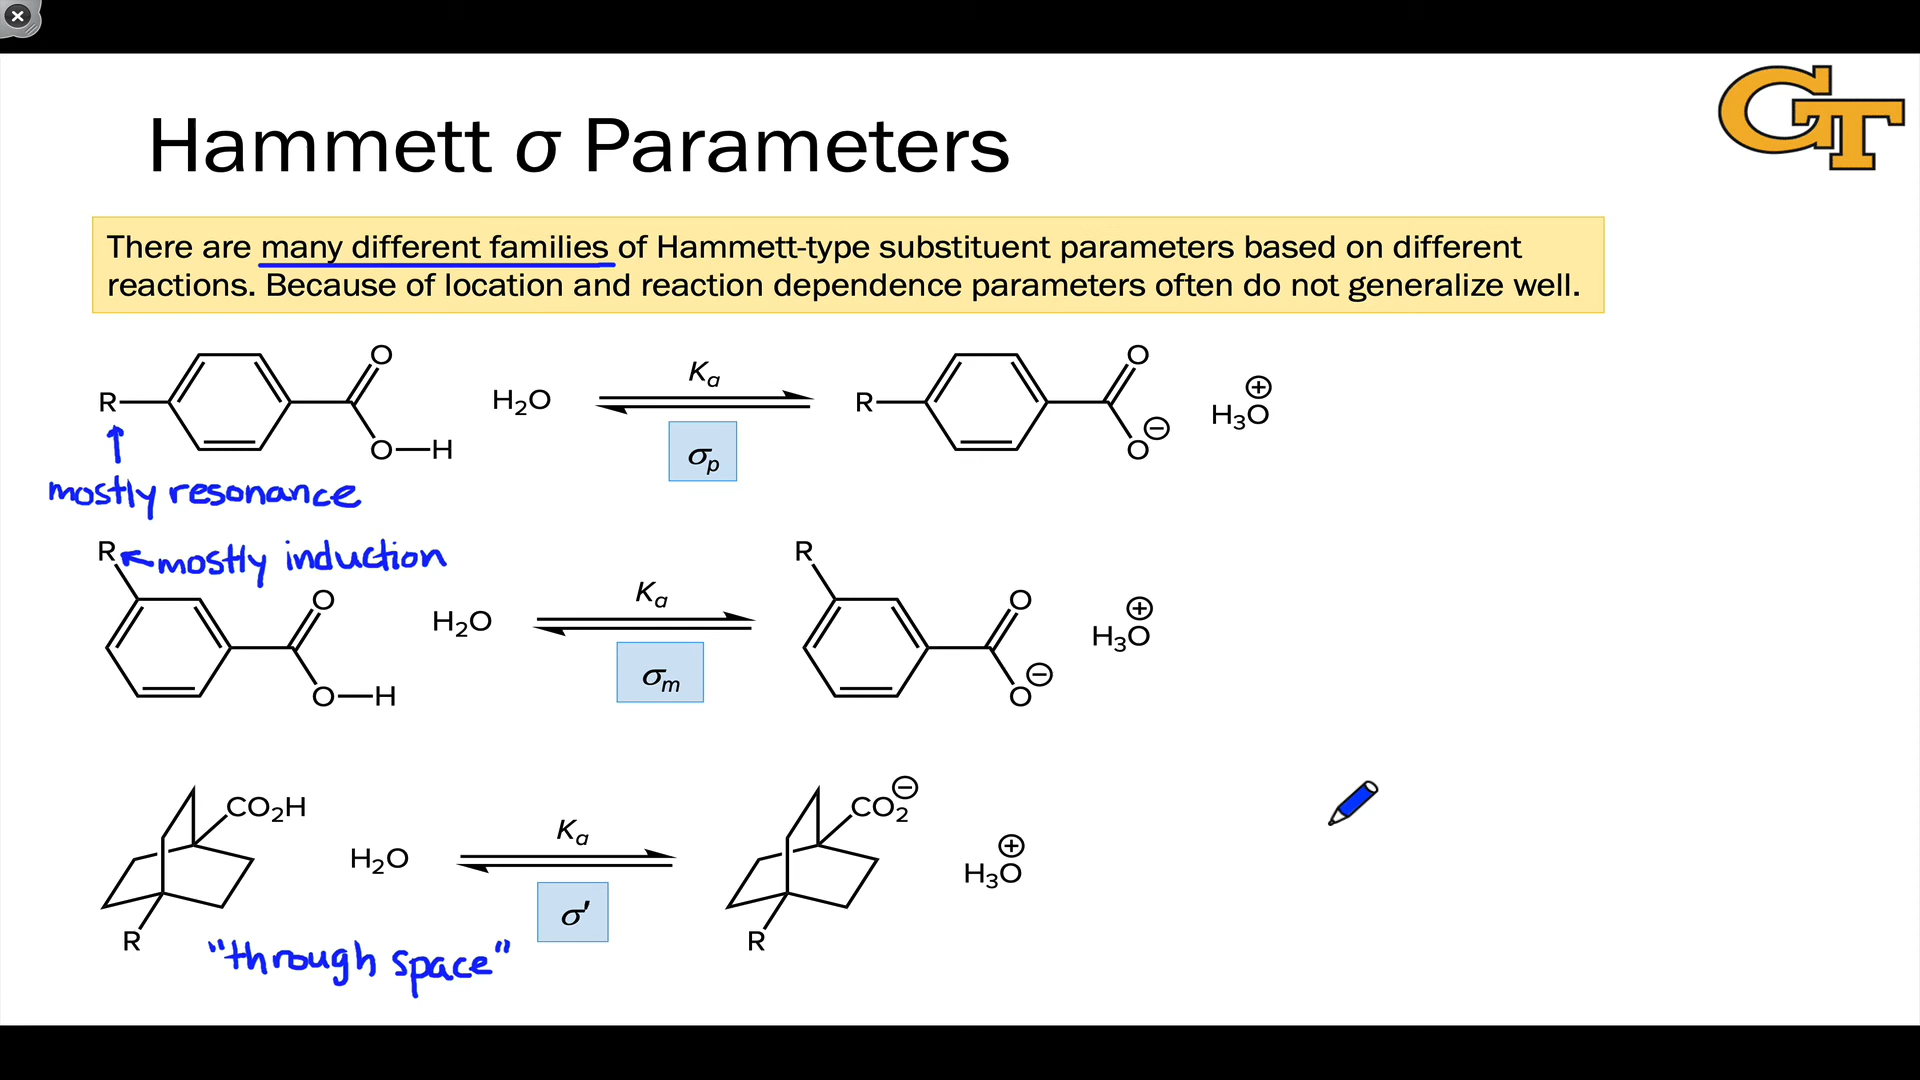 GT
Hammett σ Parameters
There are many different families of Hammett-type substituent parameters based on different
reactions. Because of location and reaction dependence parameters often do not generalize well.
R O O—H H₂O Kₐ σₚ R O O⊖ H₃O⊕
mostly resonance
R mostly induction
O O—H H₂O Kₐ σₘ R O O⊖ H₃O⊕
CO₂H R H₂O Kₐ σ' CO₂⊖ R H₃O⊕
"through space"